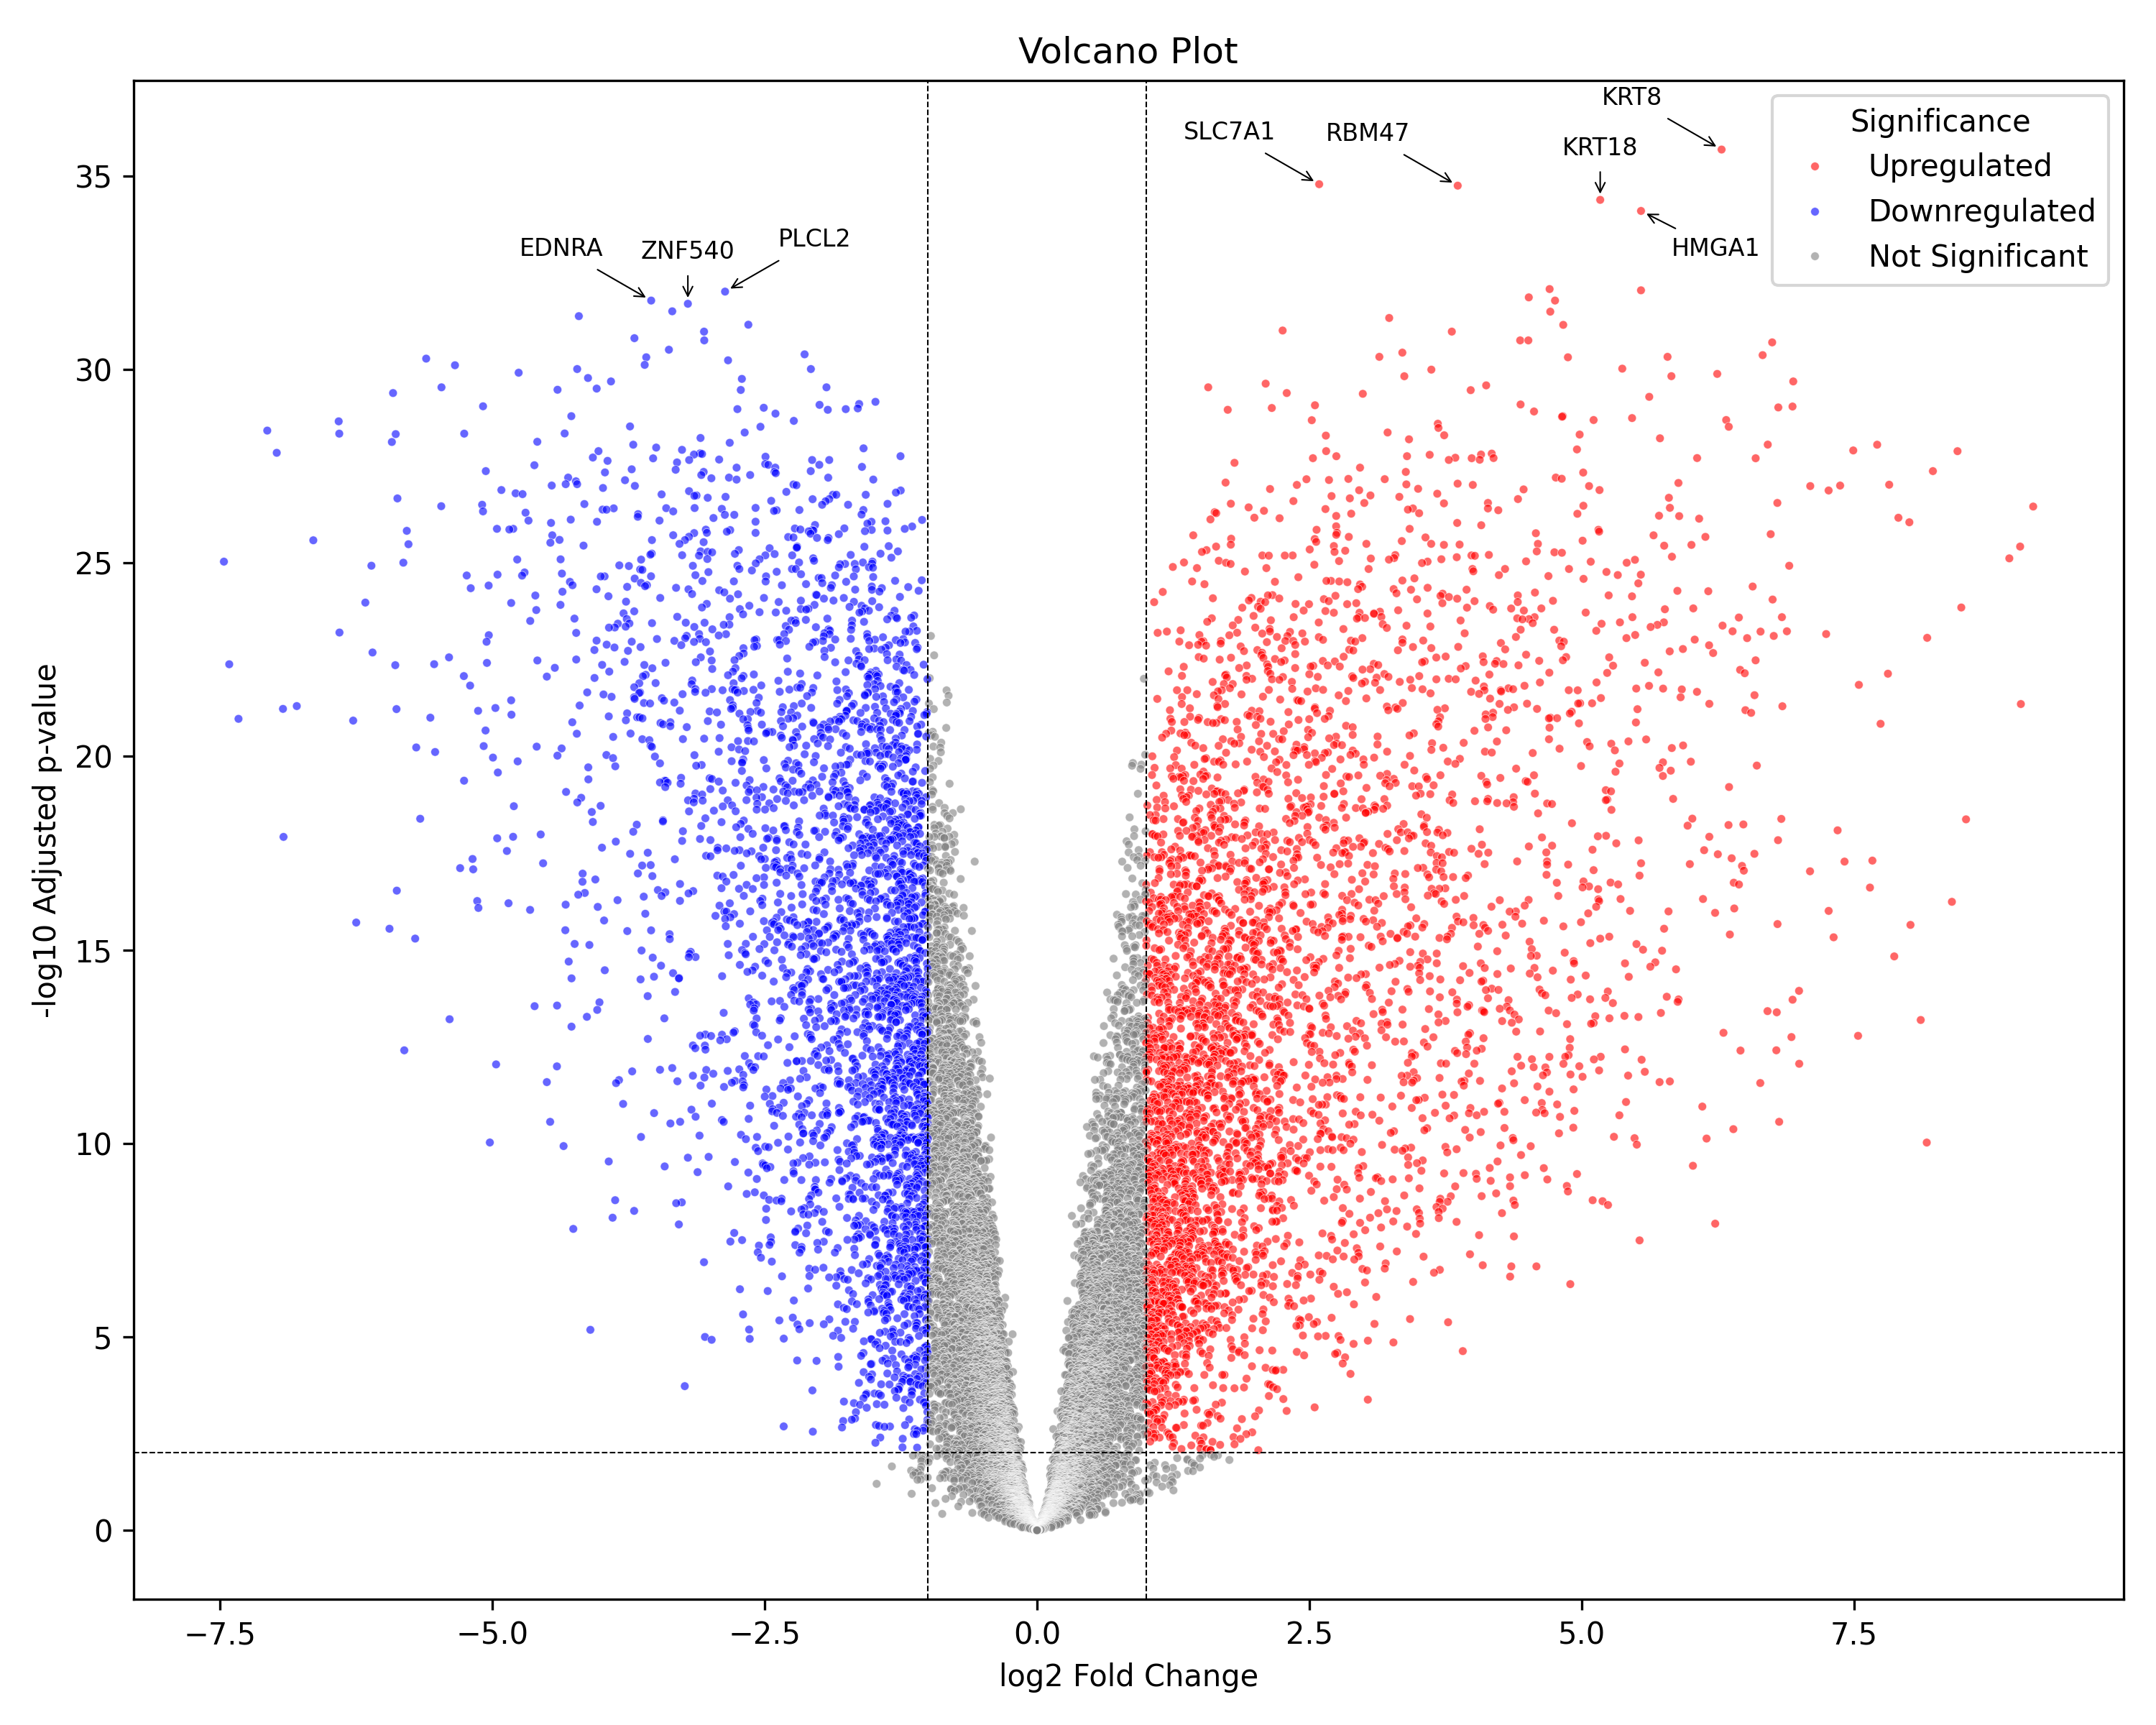 Volcano Plot
KRT8
SLC7A1
RBM47
KRT18
HMGA1
EDNRA
ZNF540
PLCL2
Significance
Upregulated
Downregulated
Not Significant
-log10 Adjusted p-value
35
30
25
20
15
10
5
0
−7.5
−5.0
−2.5
0.0
2.5
5.0
7.5
log2 Fold Change